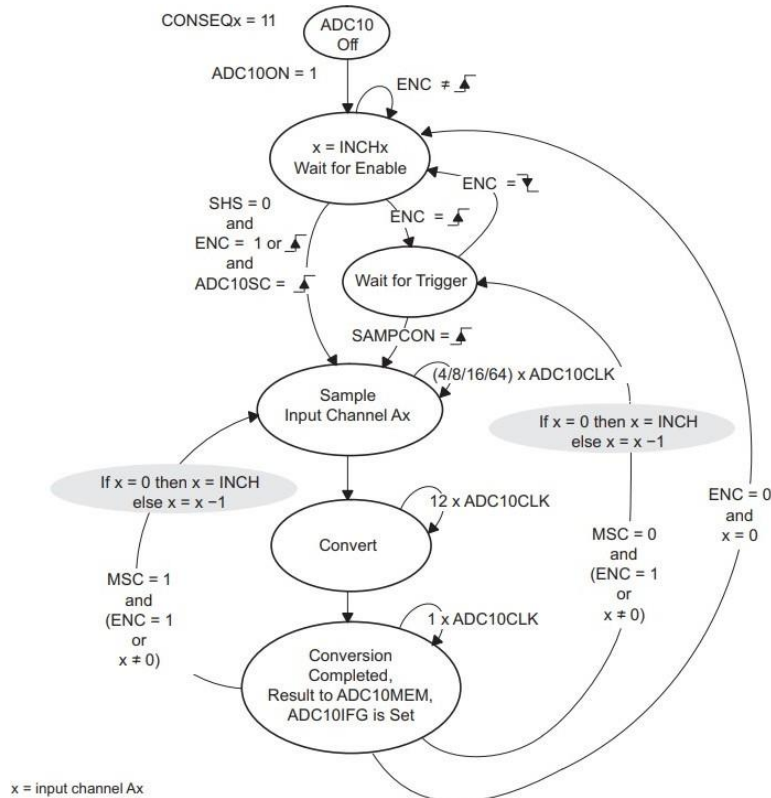 CONSEQx = 11
ADC10
Off
ADC10ON = 1
ENC ≠
x = INCHx
Wait for Enable
ENC =
SHS = 0
and
ENC = 1 or
and
ADC10SC =
ENC =
Wait for Trigger
SAMPCON =
(4/8/16/64) x ADC10CLK
Sample
Input Channel Ax
If x = 0 then x = INCH
else x = x −1
If x = 0 then x = INCH
else x = x −1
12 x ADC10CLK
Convert
ENC = 0
and
x = 0
MSC = 1
and
(ENC = 1
or
x ≠ 0)
MSC = 0
and
(ENC = 1
or
x ≠ 0)
1 x ADC10CLK
Conversion
Completed,
Result to ADC10MEM,
ADC10IFG is Set
x = input channel Ax